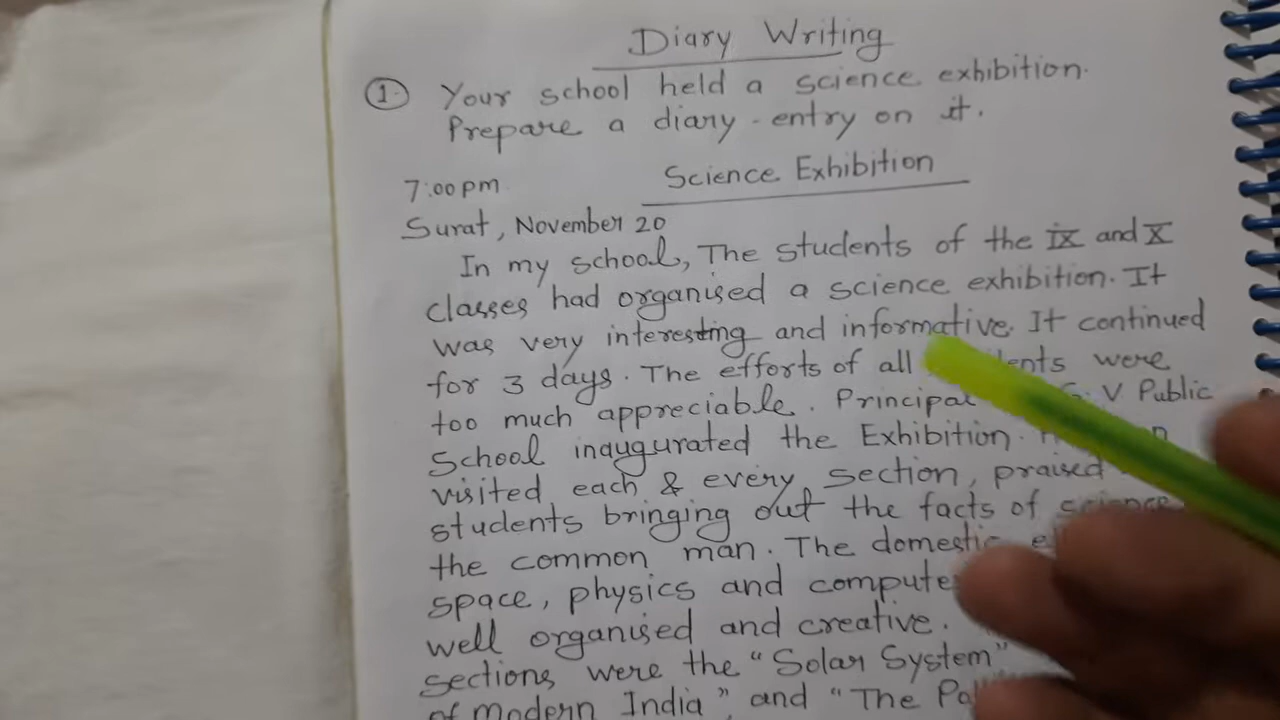 Diary Writing
1. Your school held a science exhibition.
Prepare a diary-entry on it.
Science Exhibition
7:00pm
Surat, November 20
In my school, The students of the IX and X
classes had organised a science exhibition. It
was very interesting and informative. It continued
for 3 days. The efforts of all were
too much appreciable. Principal V Public
School inaugurated the Exhibition.
visited each & every section, praised
students bringing out the facts of science
the common man. The domestic
space, physics and
well organised and creative.
sections were the "Solar System"
of modern India", and "The